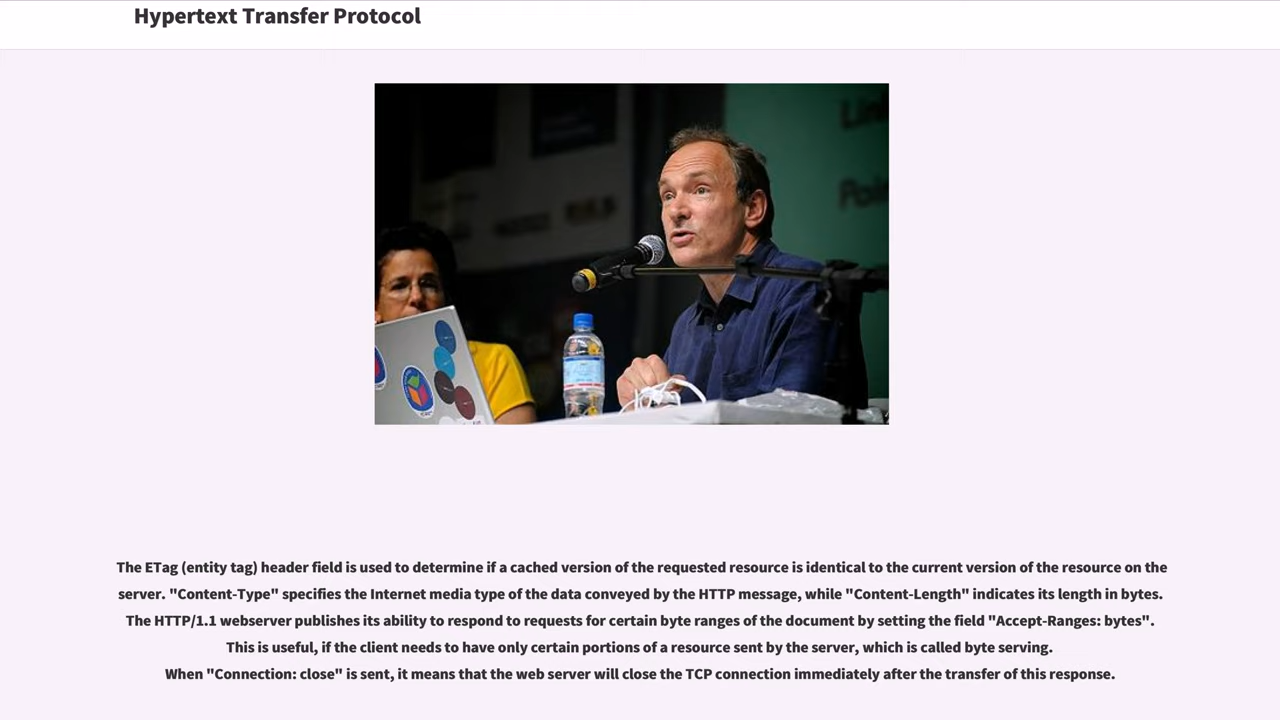 Hypertext Transfer Protocol
The ETag (entity tag) header field is used to determine if a cached version of the requested resource is identical to the current version of the resource on the
server. "Content-Type" specifies the Internet media type of the data conveyed by the HTTP message, while "Content-Length" indicates its length in bytes.
The HTTP/1.1 webserver publishes its ability to respond to requests for certain byte ranges of the document by setting the field "Accept-Ranges: bytes".
This is useful, if the client needs to have only certain portions of a resource sent by the server, which is called byte serving.
When "Connection: close" is sent, it means that the web server will close the TCP connection immediately after the transfer of this response.